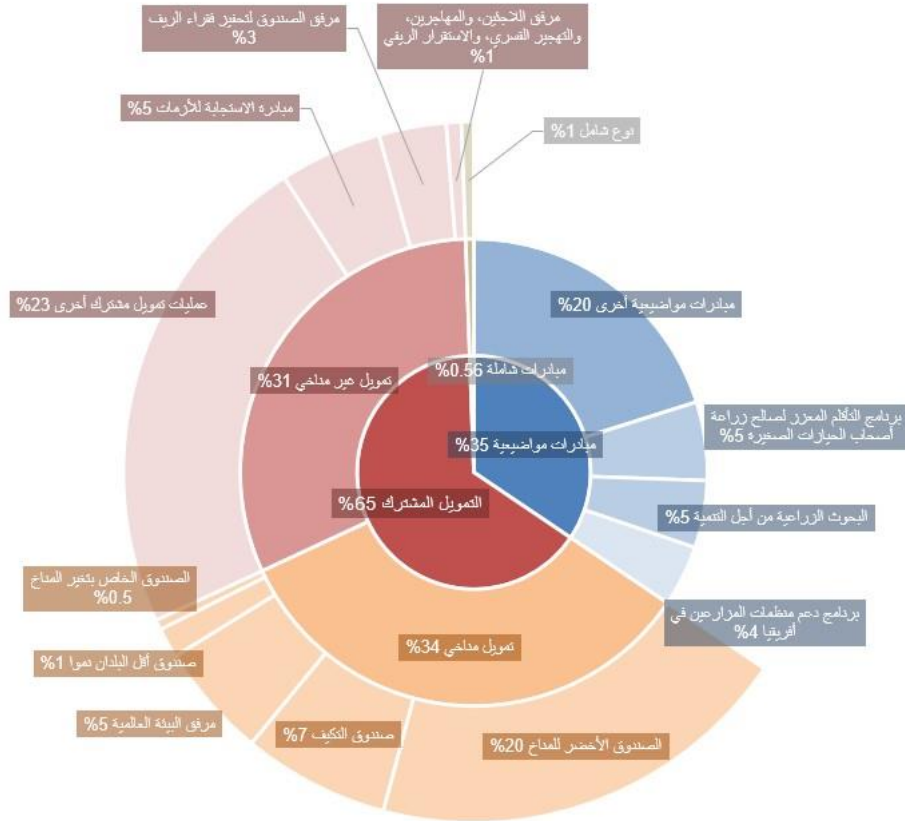 مرفق اللاجئين، والمهاجرين،
والتهجير القسري، والاستقرار الريفي
1%
مرفق الصندوق لتحفيز فقراء الريف
3%
مبادرة الاستجابة للأزمات 5%
نوع شامل 1%
عمليات تمويل مشترك أخرى 23%
مبادرات مواضيعية أخرى 20%
مبادرات شاملة 0.56%
تمويل غير مناخي 31%
برنامج التأقلم المعزز لصالح زراعة
أصحاب الحيازات الصغيرة 5%
مبادرات مواضيعية 35%
التمويل المشترك 65%
البحوث الزراعية من أجل التنمية 5%
الصندوق الخاص بتغير المناخ
0.5%
برنامج دعم منظمات المزارعين في
أفريقيا 4%
تمويل مناخي 34%
صندوق أقل البلدان نموا 1%
مرفق البيئة العالمية 5%
صندوق التكيف 7%
الصندوق الأخضر للمناخ 20%